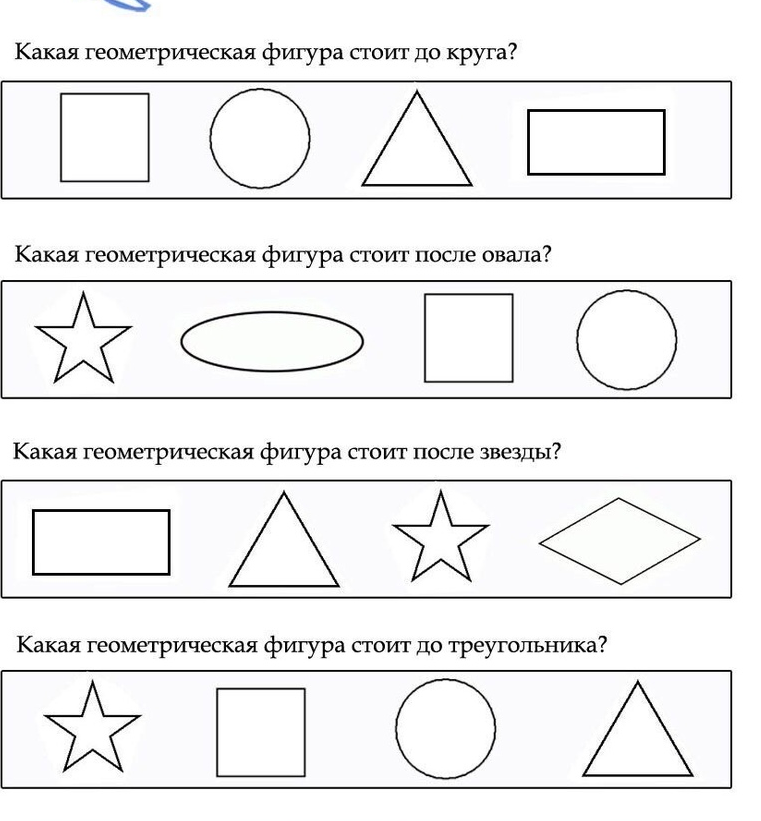 Какая геометрическая фигура стоит до круга?
Какая геометрическая фигура стоит после овала?
Какая геометрическая фигура стоит после звезды?
Какая геометрическая фигура стоит до треугольника?